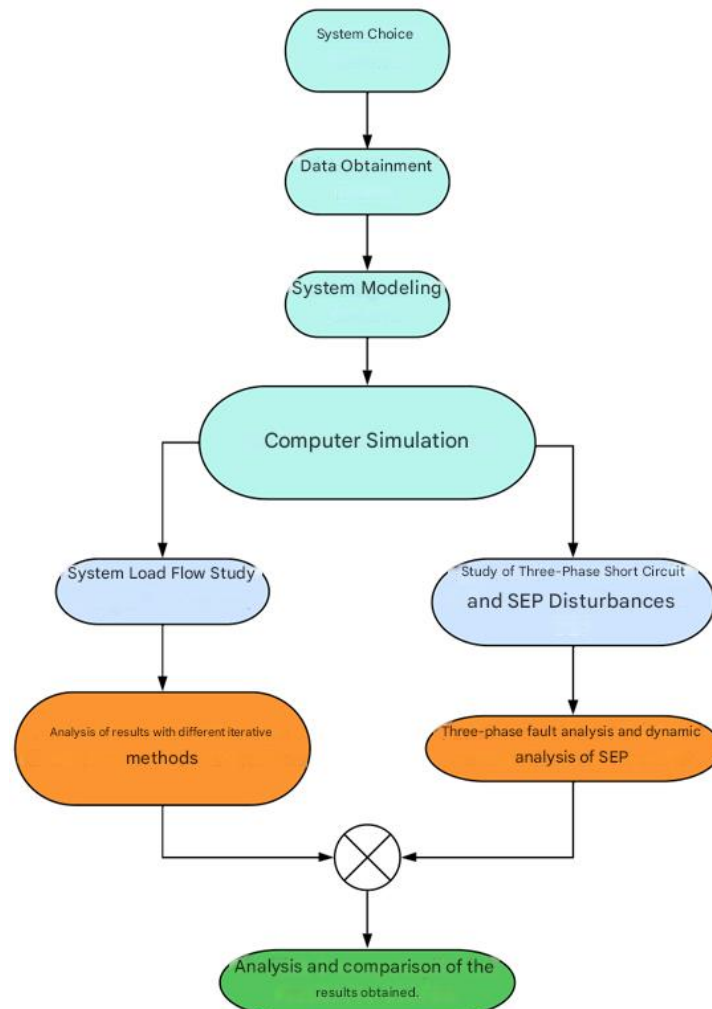 System Choice
Data Obtainment
System Modeling
Computer Simulation
System Load Flow Study
Study of Three-Phase Short Circuit
and SEP Disturbances
Analysis of results with different iterative
methods
Three-phase fault analysis and dynamic
analysis of SEP
Analysis and comparison of the
results obtained.